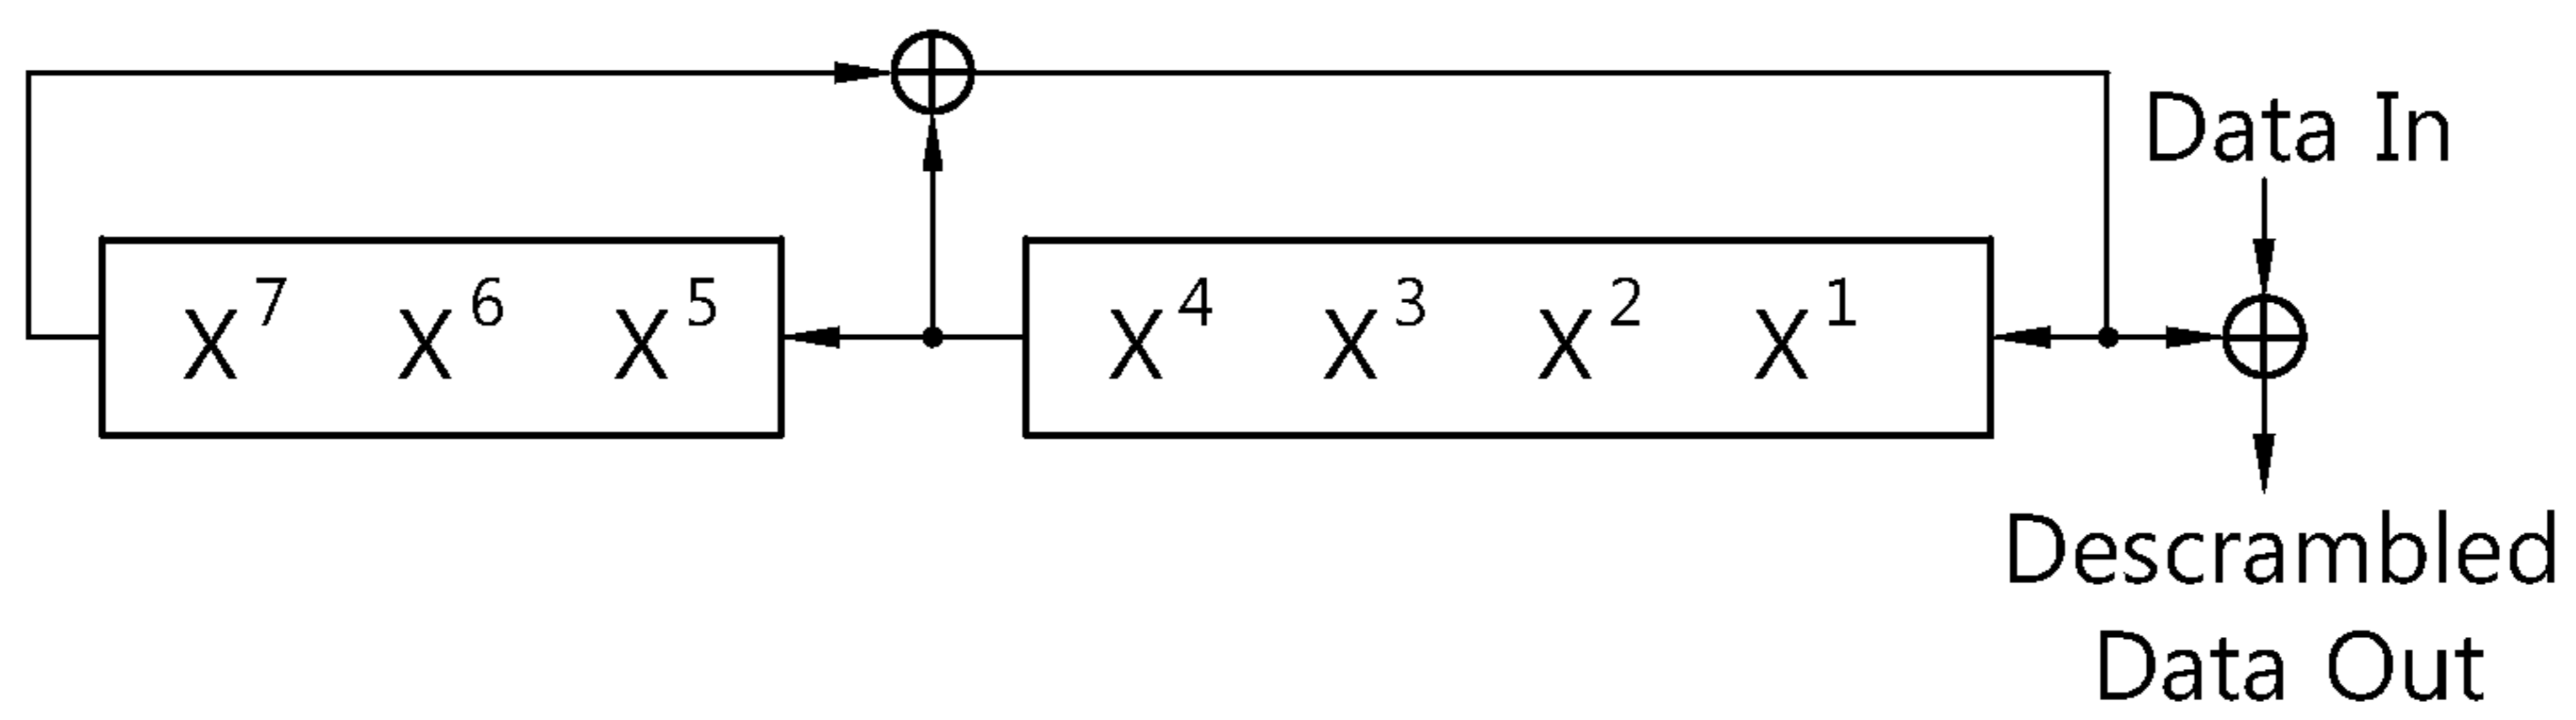 Data In
X⁷ X⁶ X⁵ X⁴ X³ X² X¹
Descrambled
Data Out